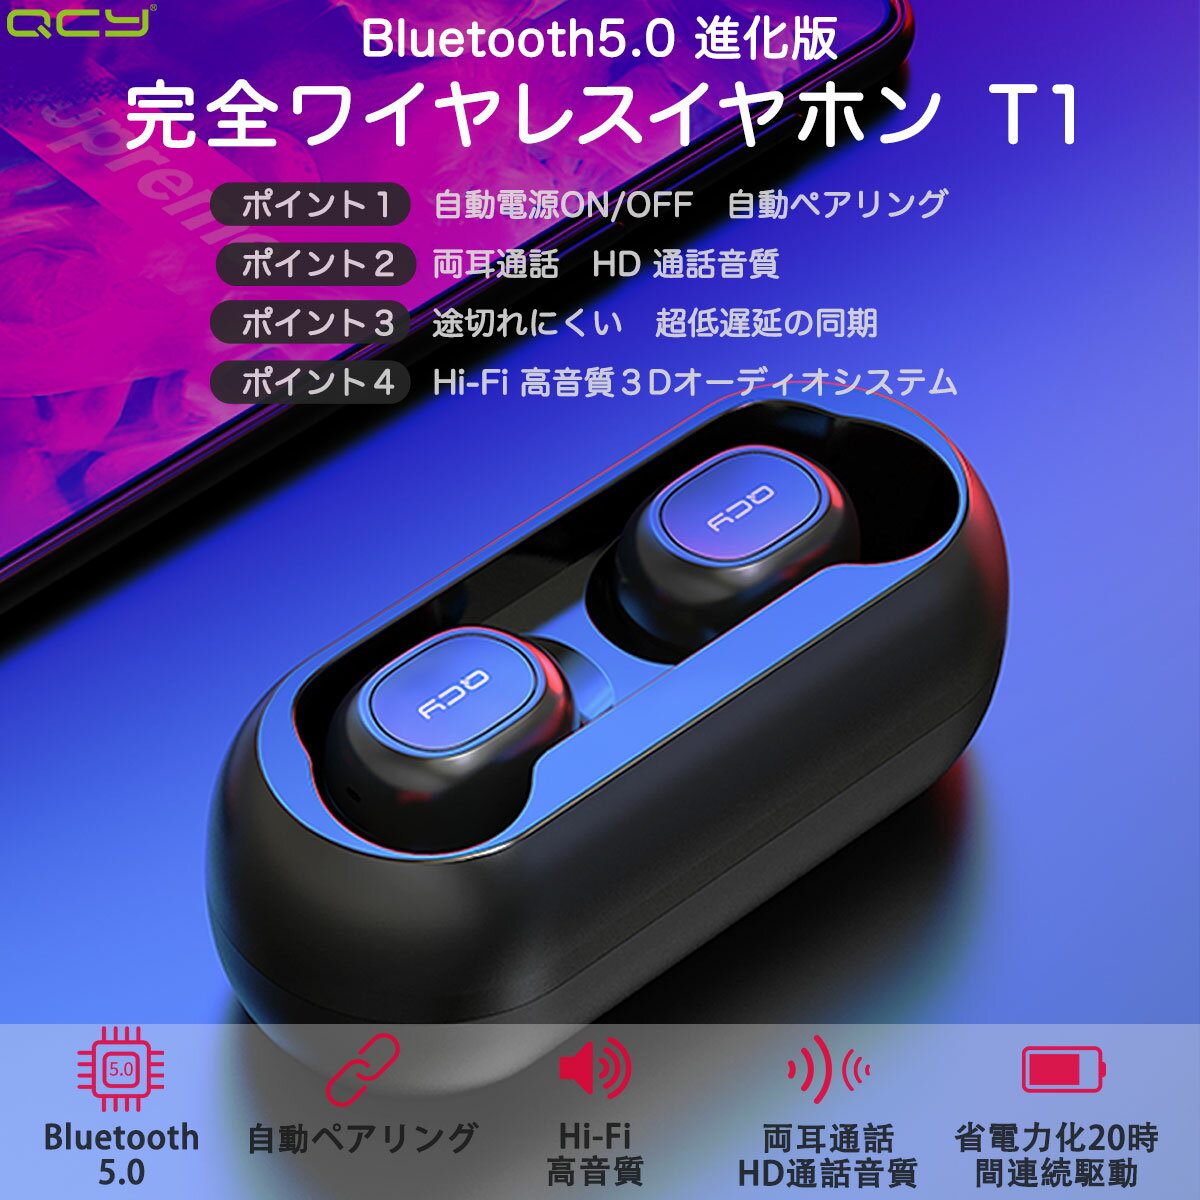 QCY
Bluetooth5.0 進化版
完全ワイヤレスイヤホン T1
ポイント1 自動電源ON/OFF 自動ペアリング
ポイント2 両耳通話 HD 通話音質
ポイント3 途切れにくい 超低遅延の同期
ポイント4 Hi-Fi 高音質3Dオーディオシステム
QCY
QCY
5.0
Bluetooth
5.0
自動ペアリング
Hi-Fi
高音質
両耳通話
HD通話音質
省電力化20時
間連続駆動